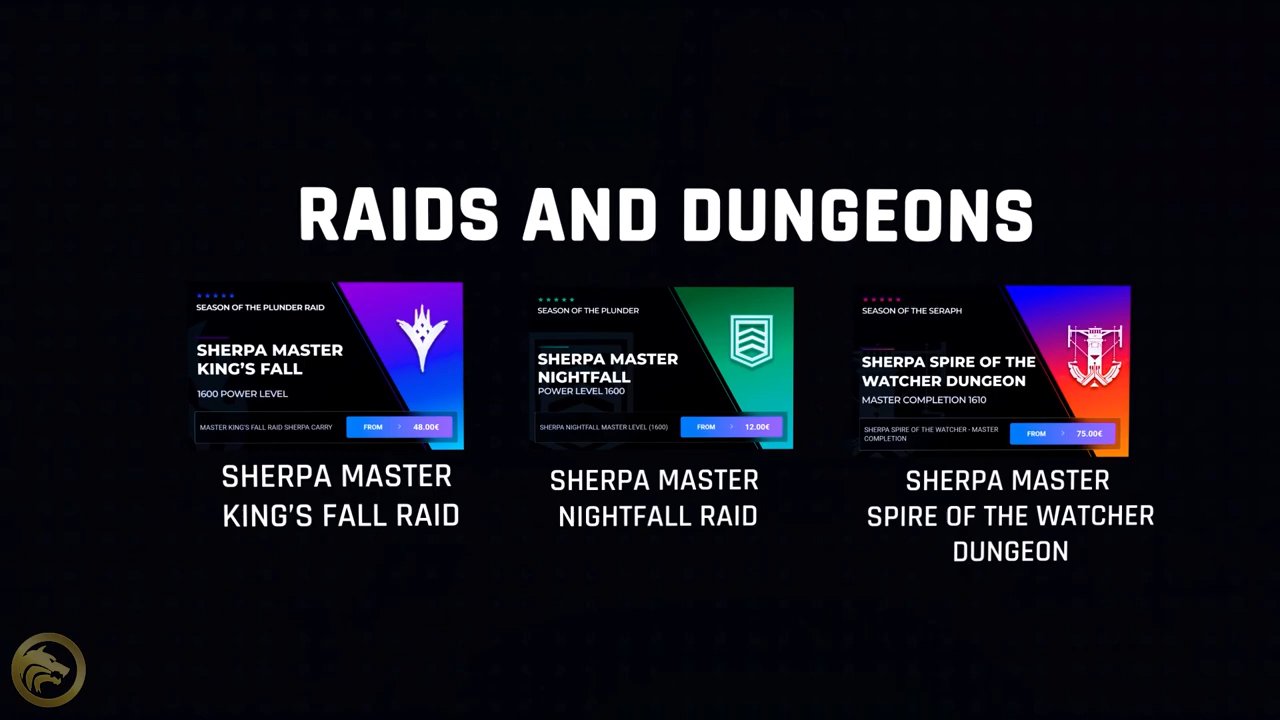 RAIDS AND DUNGEONS
SEASON OF THE PLUNDER RAID
SHERPA MASTER
KING'S FALL
1600 POWER LEVEL
MASTER KING'S FALL RAID SHERPA CARRY
FROM > 48.00€
SHERPA MASTER
KING'S FALL RAID
SEASON OF THE PLUNDER
SHERPA MASTER
NIGHTFALL
POWER LEVEL 1600
SHERPA NIGHTFALL MASTER LEVEL (1600)
FROM > 12.00€
SHERPA MASTER
NIGHTFALL RAID
SEASON OF THE SERAPH
SHERPA SPIRE OF THE
WATCHER DUNGEON
MASTER COMPLETION 1610
SHERPA SPIRE OF THE WATCHER - MASTER
COMPLETION
FROM > 75.00€
SHERPA MASTER
SPIRE OF THE WATCHER
DUNGEON